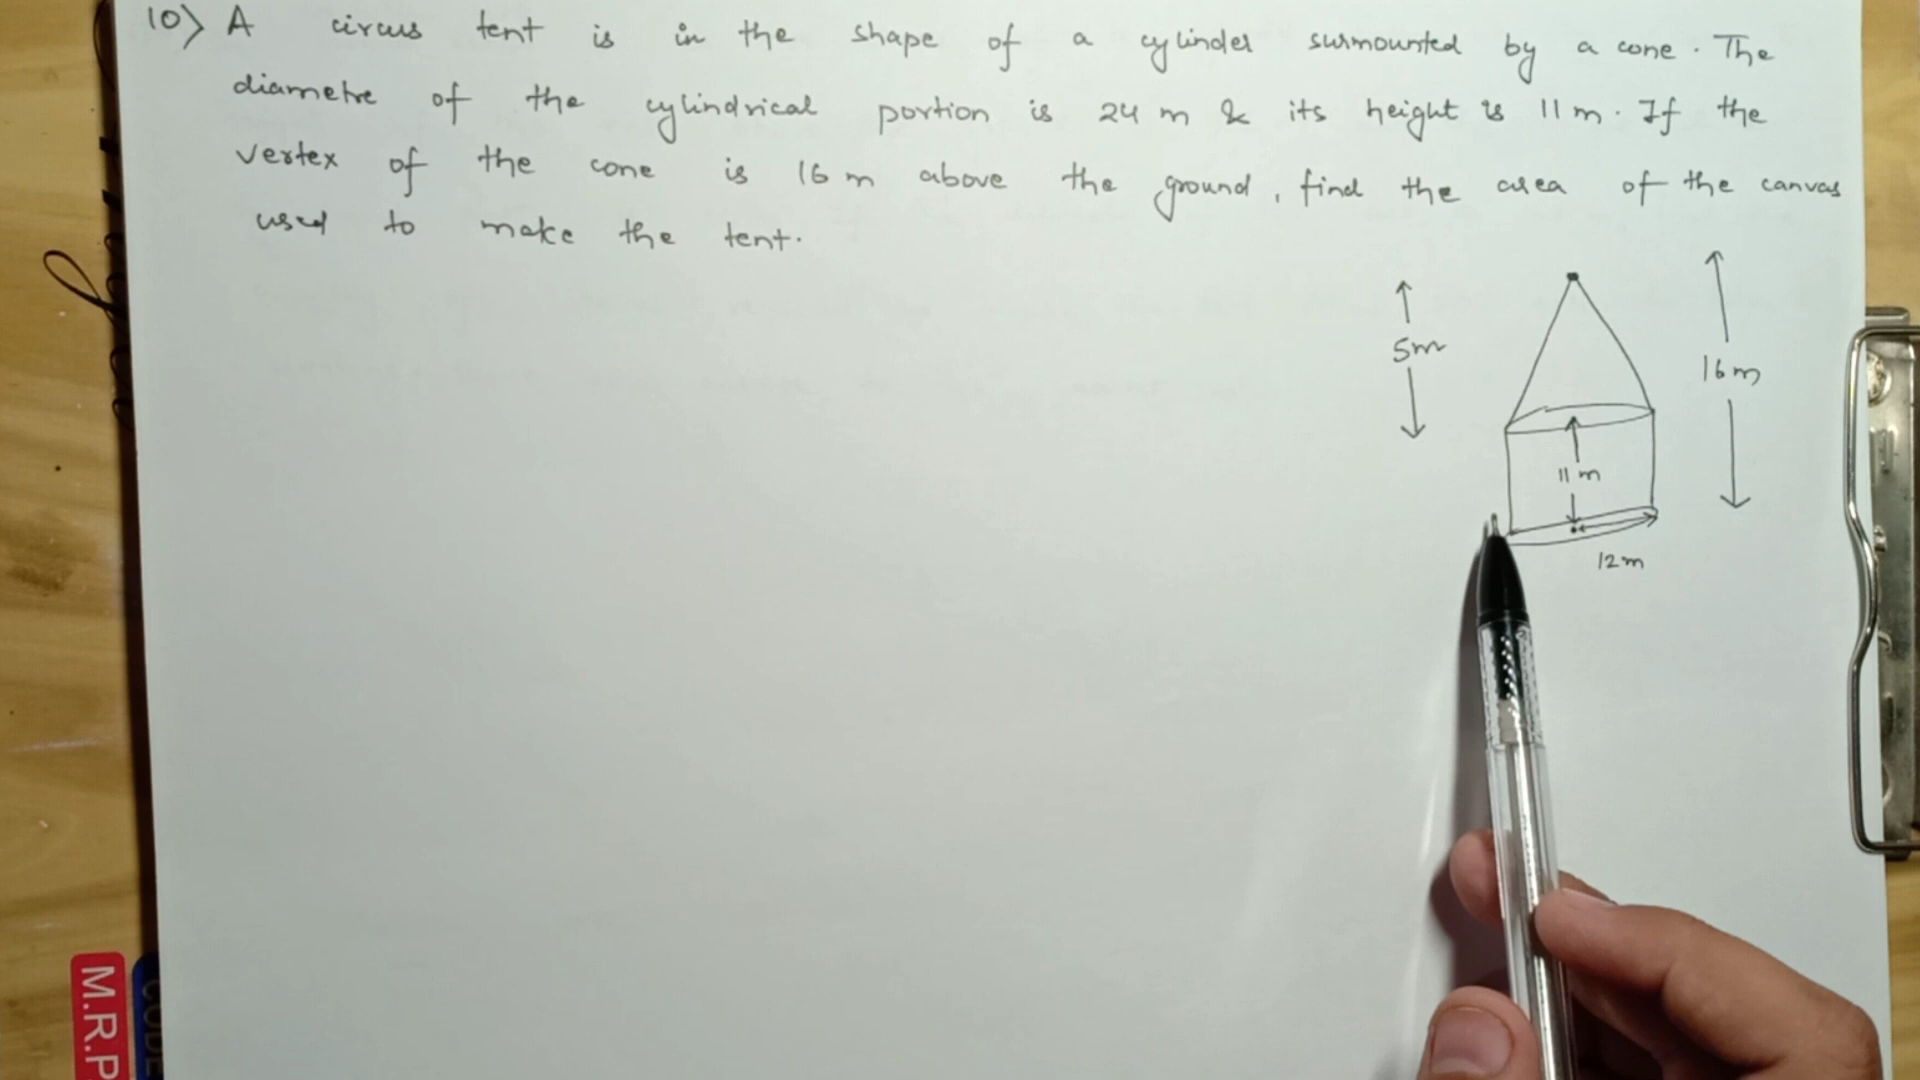 10) A circus tent is in the shape of a cylinder surmounted by a cone. The
diametre of the cylindrical portion is 24 m & its height is 11 m. If the
vertex of the cone is 16 m above the ground, find the area of the canvas
used to make the tent.
5m
16m
11 m
12m
M.R.P
CODE